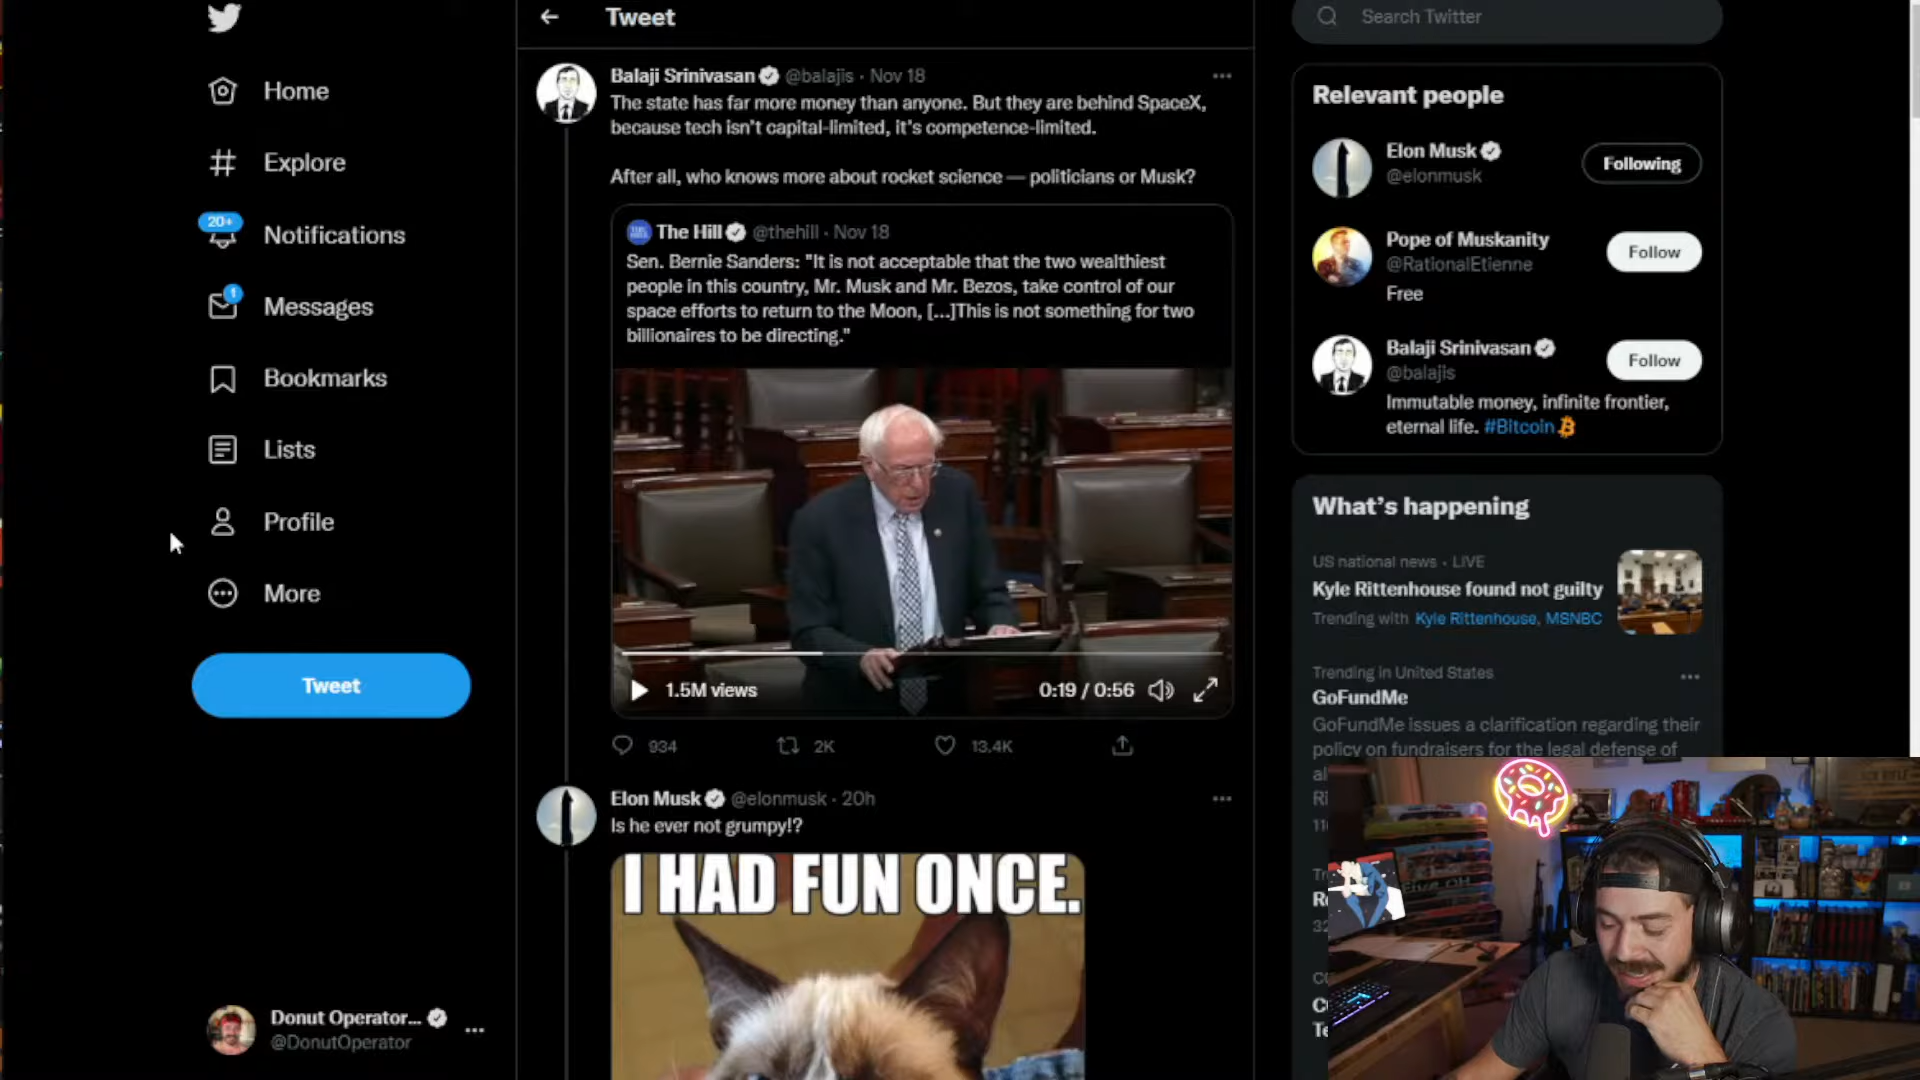 Tweet
Search Twitter
Home
Explore
20+
Notifications
1
Messages
Bookmarks
Lists
Profile
More
Tweet
Donut Operator...
@DonutOperator
Balaji Srinivasan @balajis · Nov 18
The state has far more money than anyone. But they are behind SpaceX,
because tech isn't capital-limited, it's competence-limited.
After all, who knows more about rocket science — politicians or Musk?
The Hill @thehill · Nov 18
Sen. Bernie Sanders: "It is not acceptable that the two wealthiest
people in this country, Mr. Musk and Mr. Bezos, take control of our
space efforts to return to the Moon, [...]This is not something for two
billionaires to be directing."
1.5M views
0:19 / 0:56
934
2K
13.4K
Elon Musk @elonmusk · 20h
Is he ever not grumpy!?
I HAD FUN ONCE.
Relevant people
Elon Musk
@elonmusk
Following
Pope of Muskanity
@RationalEtienne
Follow
Free
Balaji Srinivasan
@balajis
Follow
Immutable money, infinite frontier,
eternal life. #Bitcoin
What's happening
US national news · LIVE
Kyle Rittenhouse found not guilty
Trending with Kyle Rittenhouse, MSNBC
Trending in United States
GoFundMe
GoFundMe issues a clarification regarding their
policy on fundraisers for the legal defense of